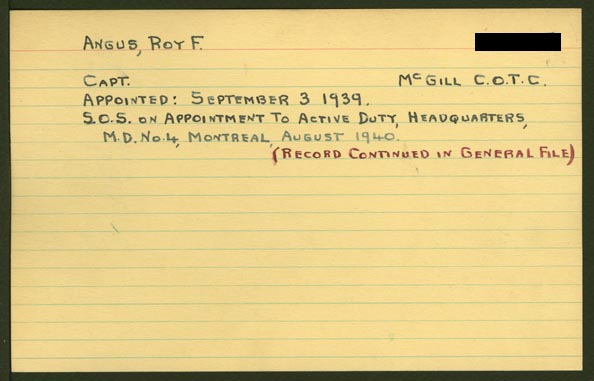 ANGUS, ROY F.
CAPT. McGILL C.O.T.C.
APPOINTED: SEPTEMBER 3 1939.
S.O.S. ON APPOINTMENT TO ACTIVE DUTY, HEADQUARTERS,
M.D. No. 4, MONTREAL, AUGUST 1940.
(RECORD CONTINUED IN GENERAL FILE)